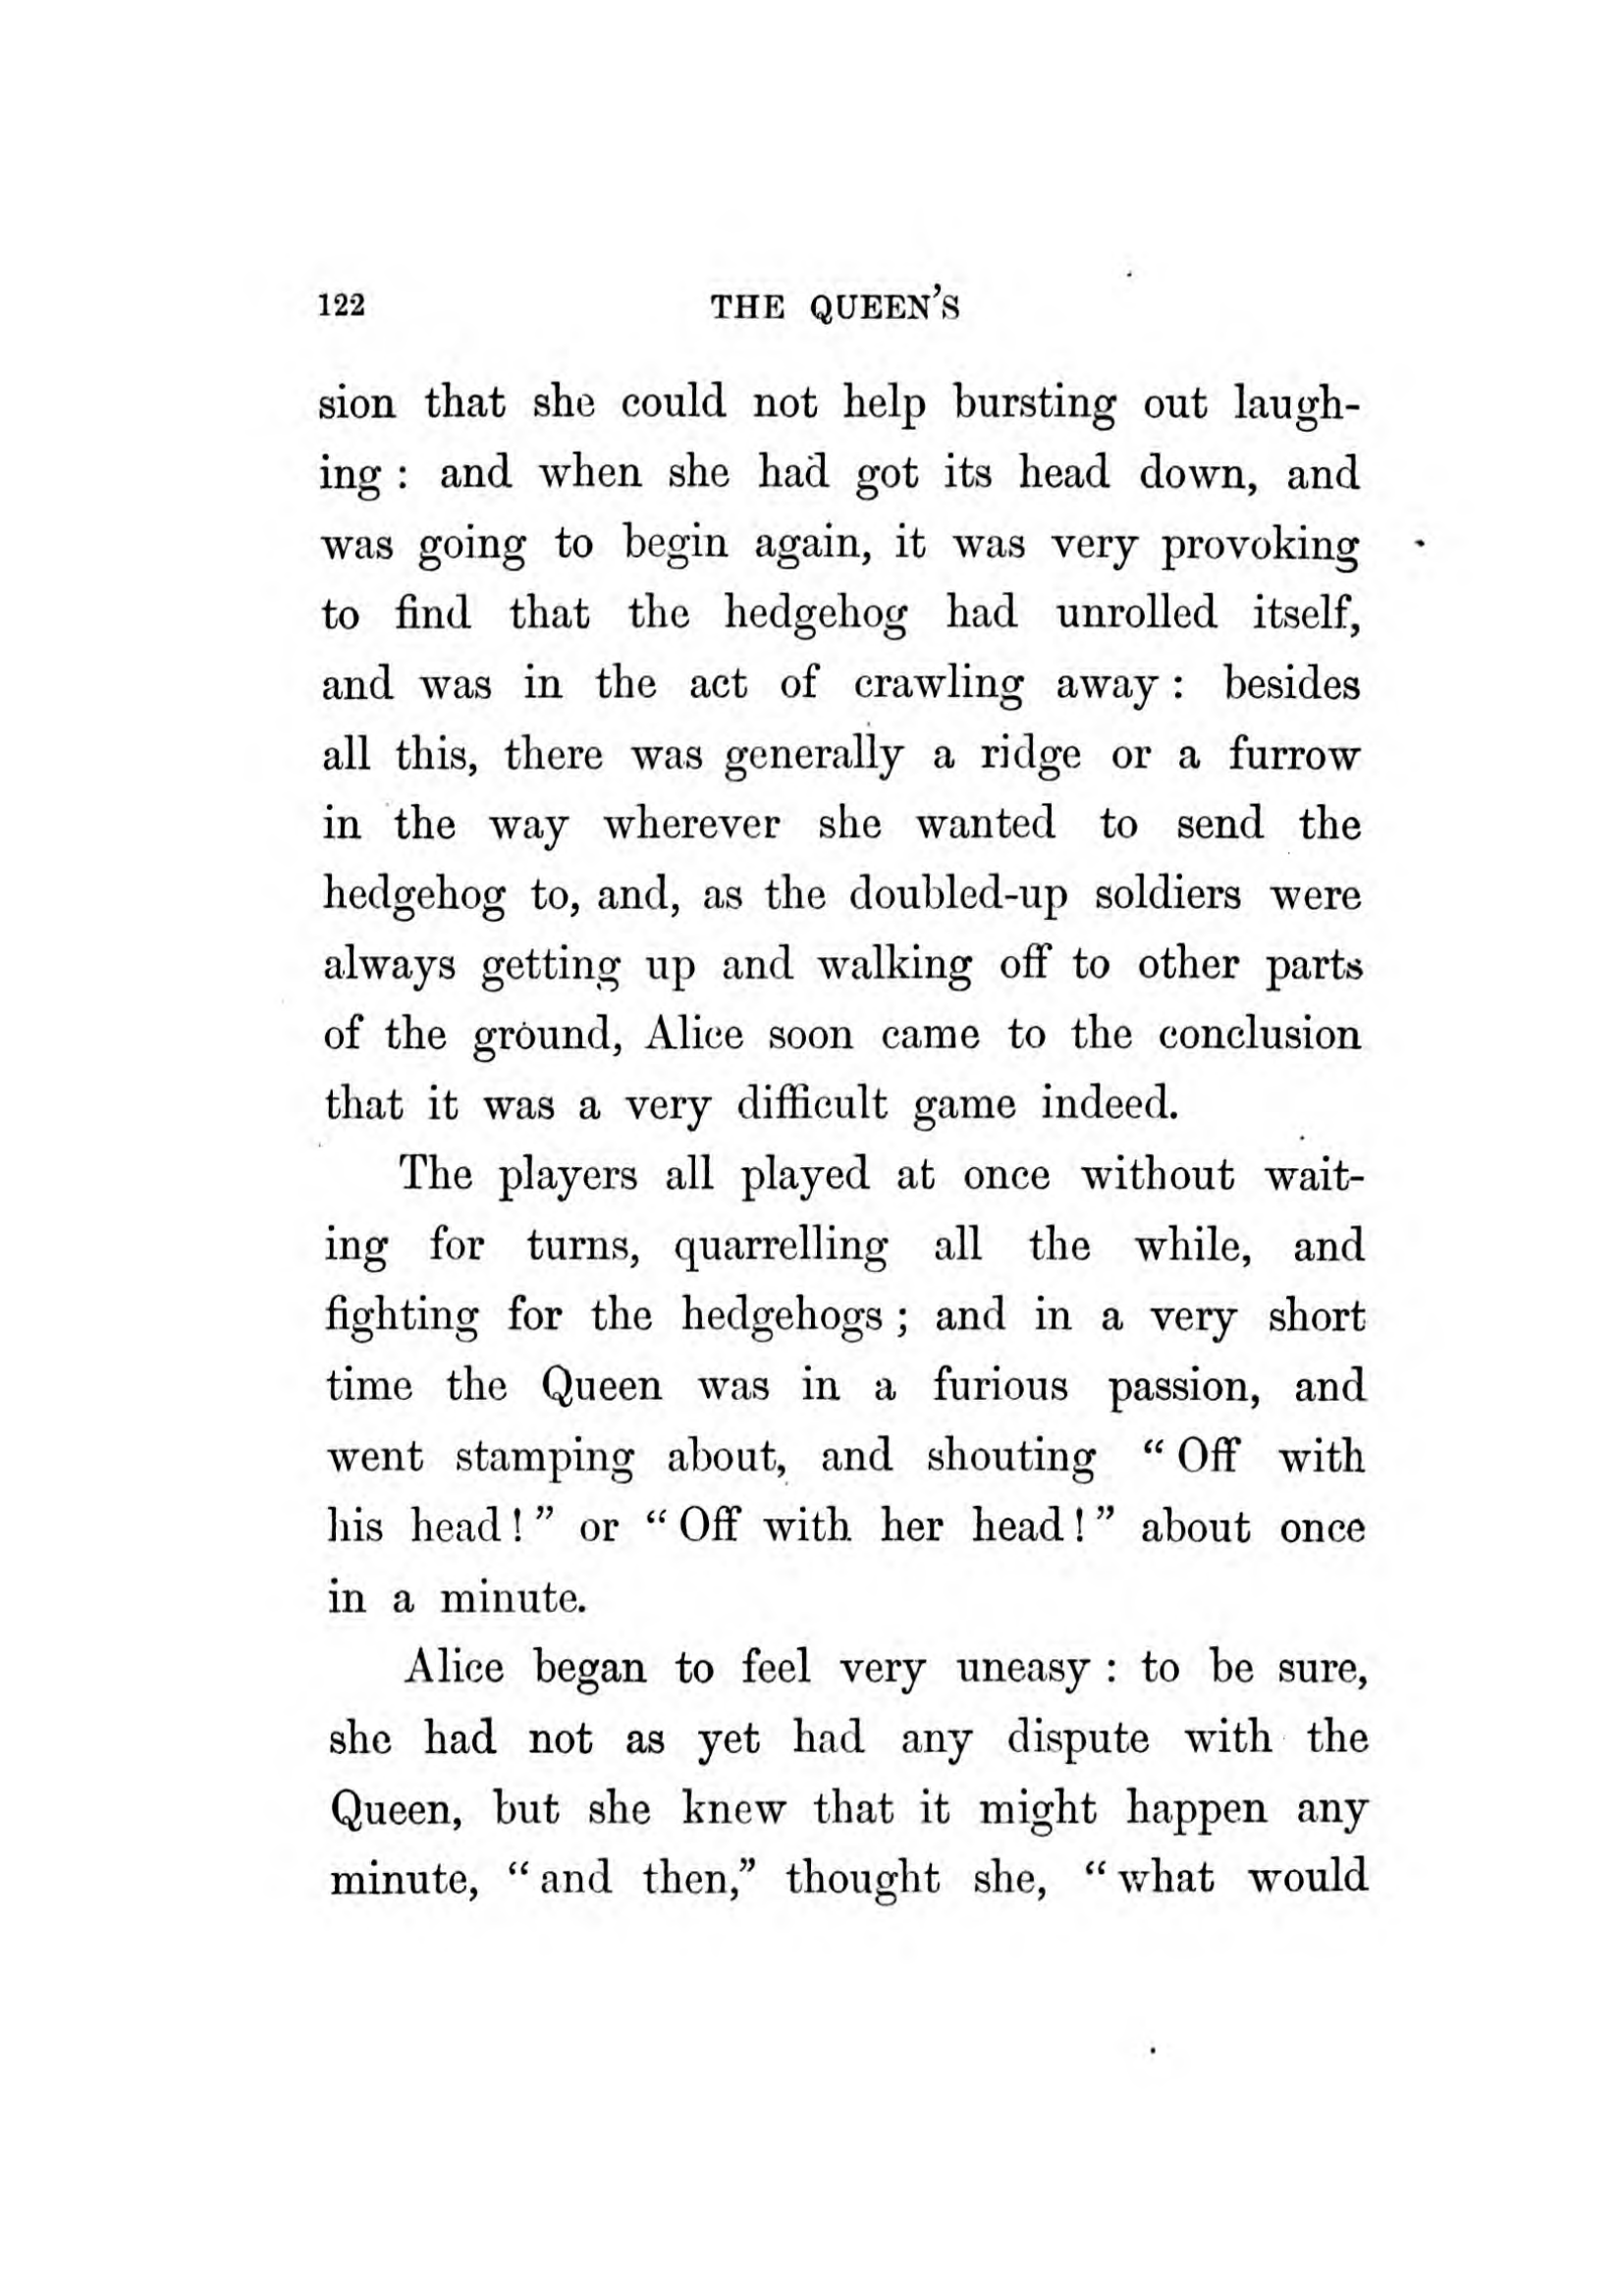 122 THE QUEEN'S
sion that she could not help bursting out laugh-
ing : and when she had got its head down, and
was going to begin again, it was very provoking
to find that the hedgehog had unrolled itself,
and was in the act of crawling away : besides
all this, there was generally a ridge or a furrow
in the way wherever she wanted to send the
hedgehog to, and, as the doubled-up soldiers were
always getting up and walking off to other parts
of the ground, Alice soon came to the conclusion
that it was a very difficult game indeed.
The players all played at once without wait-
ing for turns, quarrelling all the while, and
fighting for the hedgehogs ; and in a very short
time the Queen was in a furious passion, and
went stamping about, and shouting “ Off with
his head ! ” or “ Off with her head ! ” about once
in a minute.
Alice began to feel very uneasy : to be sure,
she had not as yet had any dispute with the
Queen, but she knew that it might happen any
minute, “ and then,” thought she, “ what would